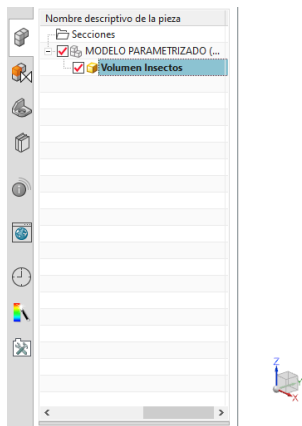 Nombre descriptivo de la pieza
Secciones
MODELO PARAMETRIZADO (...
Volumen Insectos
Z
Y
X